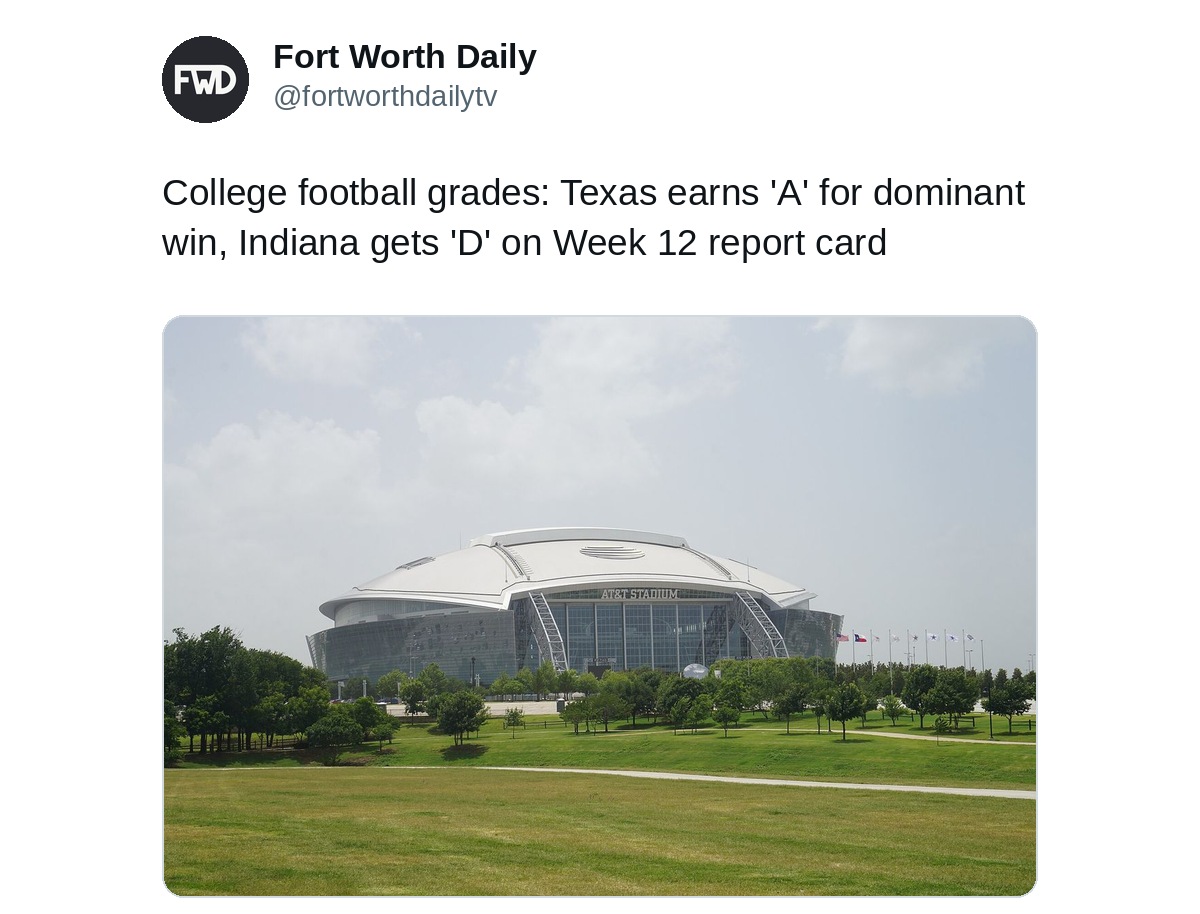 FWD
Fort Worth Daily
@fortworthdailytv
College football grades: Texas earns 'A' for dominant
win, Indiana gets 'D' on Week 12 report card
AT&T STADIUM